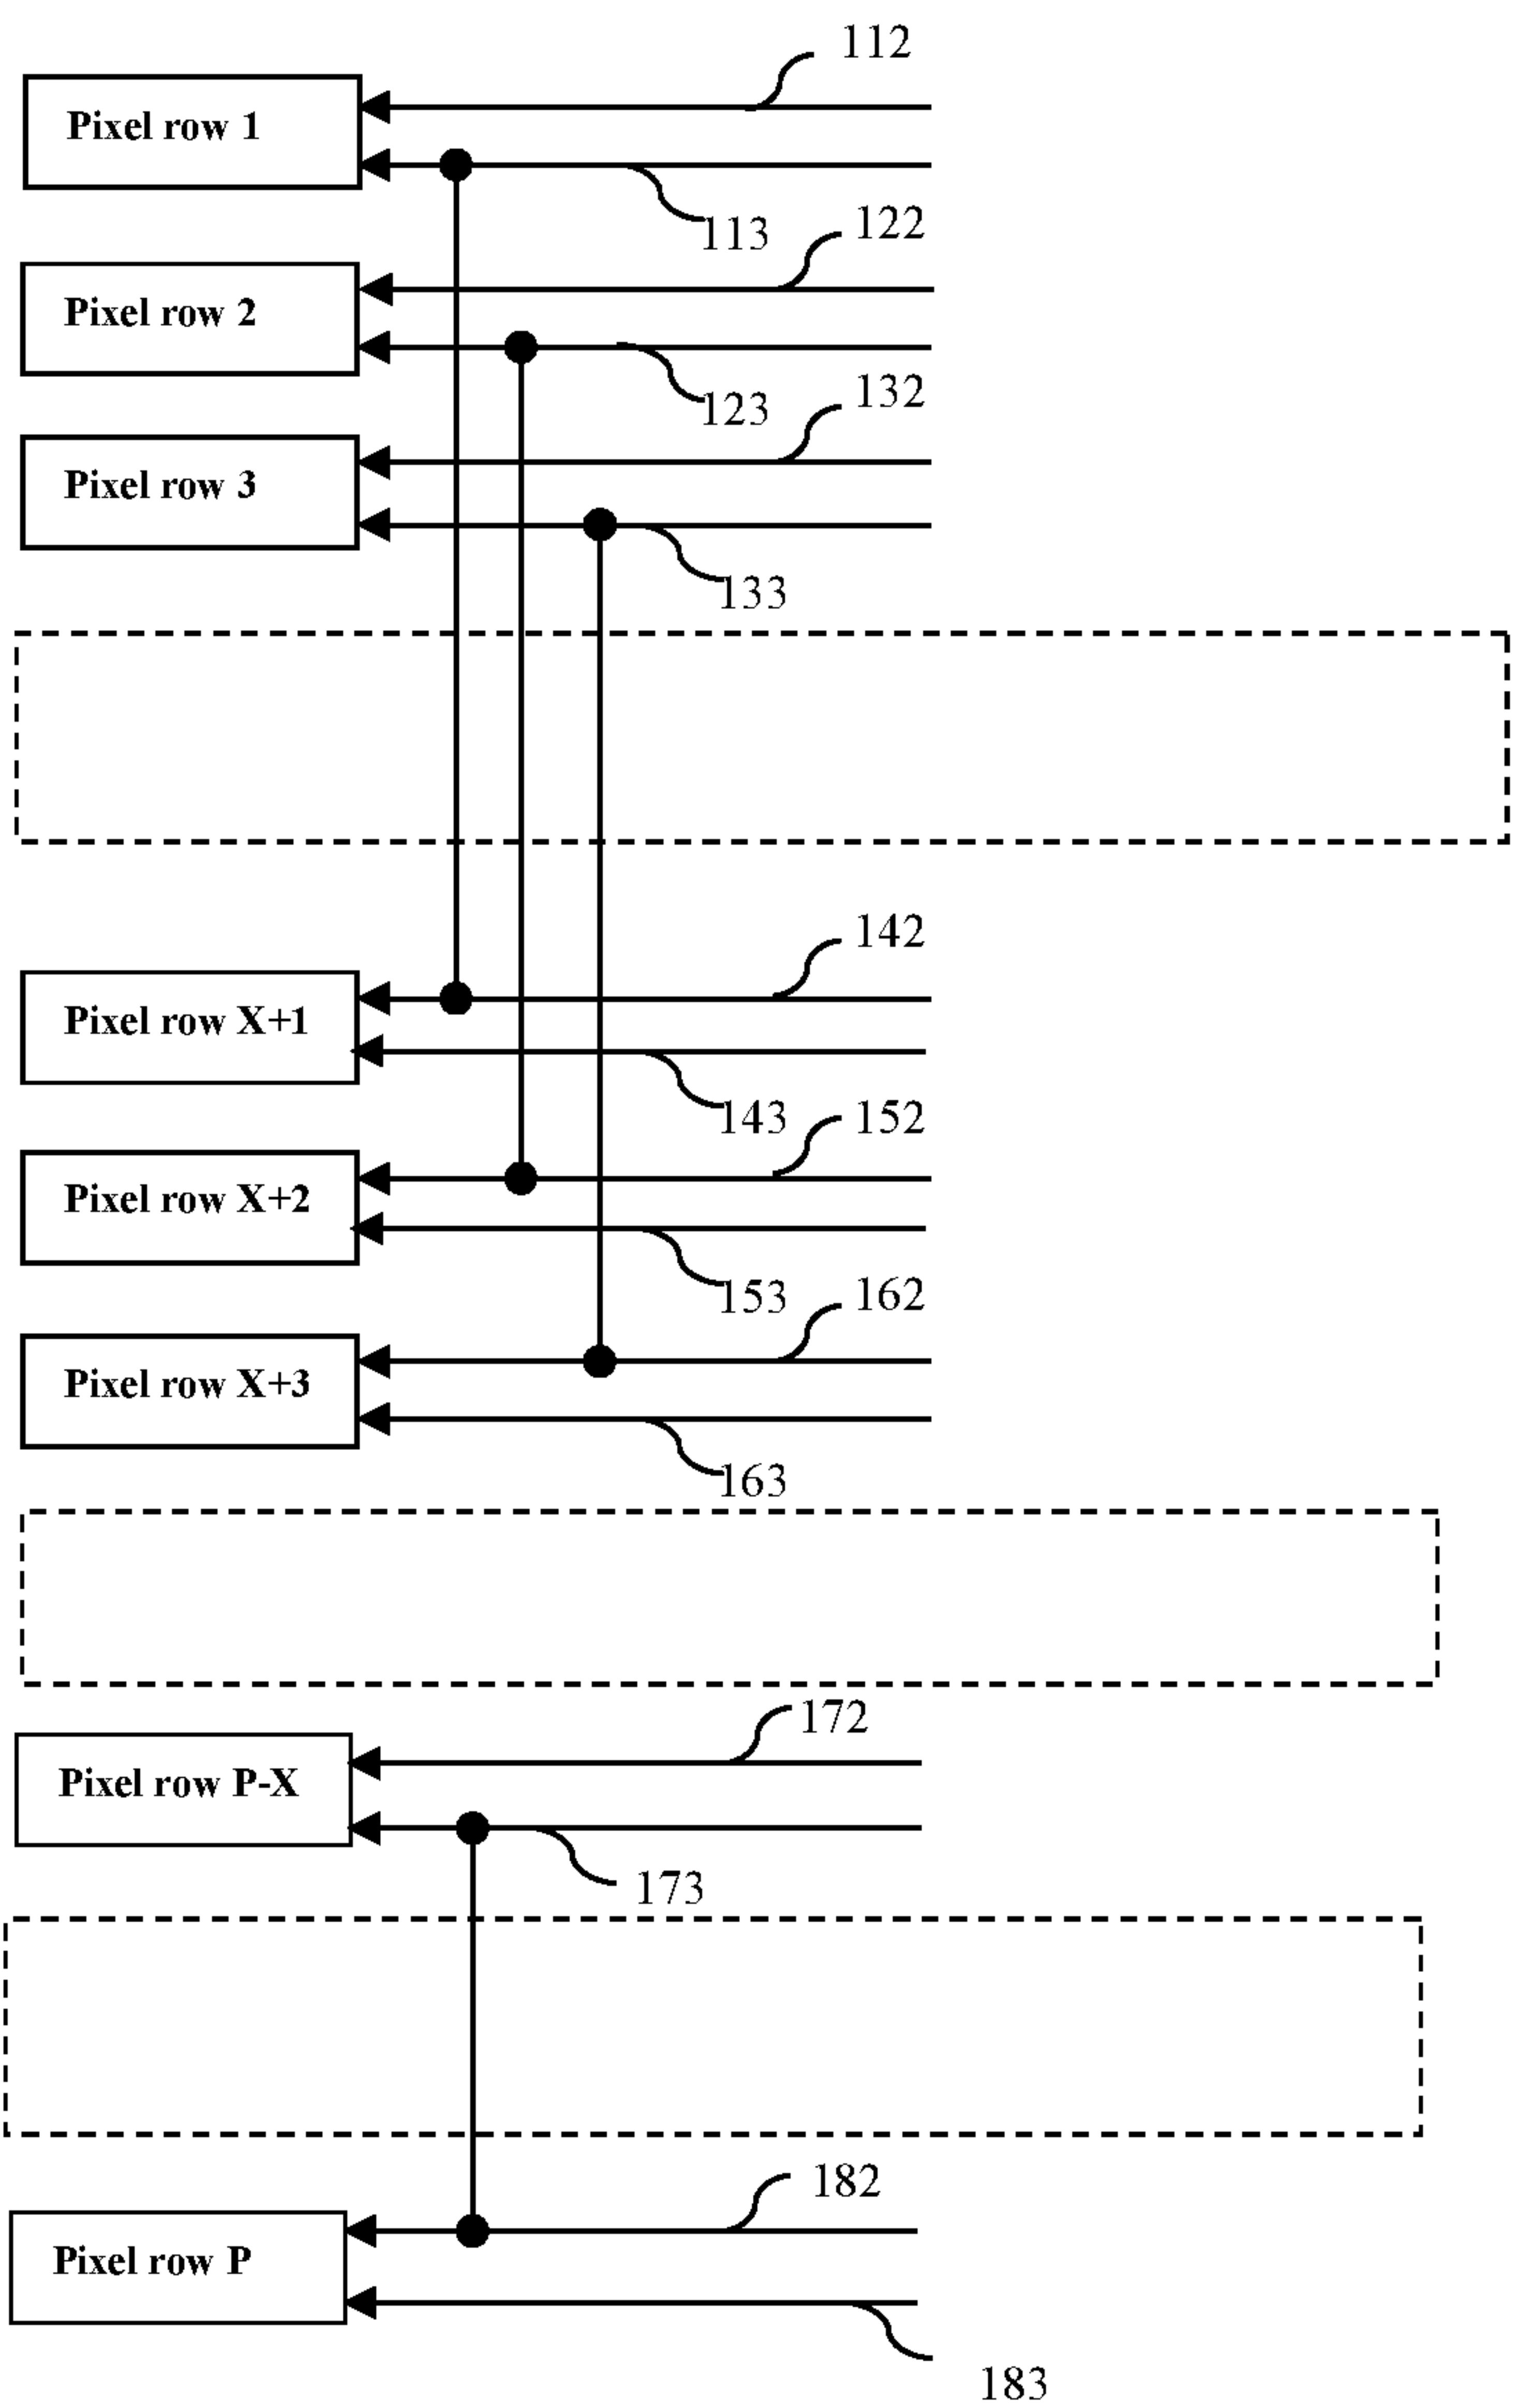 112
Pixel row 1
113
122
Pixel row 2
123
132
Pixel row 3
133
142
Pixel row X+1
143
152
Pixel row X+2
153
162
Pixel row X+3
163
172
Pixel row P-X
173
182
Pixel row P
183